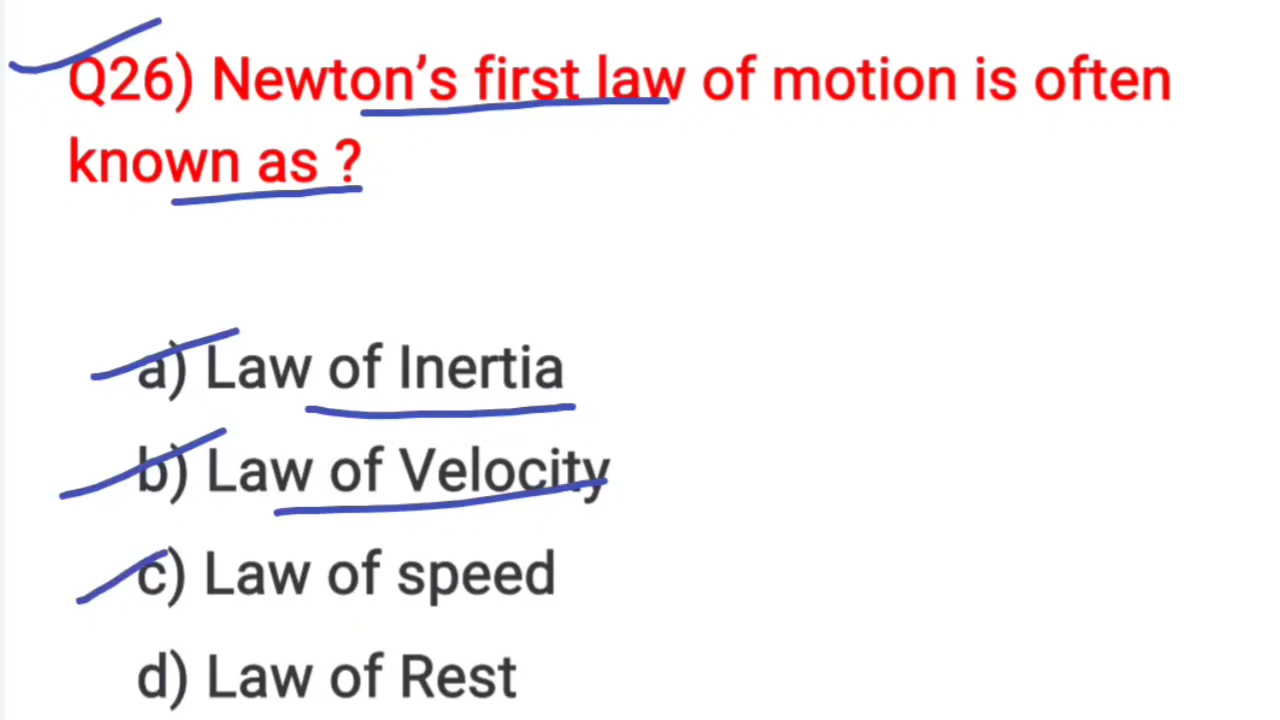 Q26) Newton’s first law of motion is often
known as ?
a) Law of Inertia
b) Law of Velocity
c) Law of speed
d) Law of Rest